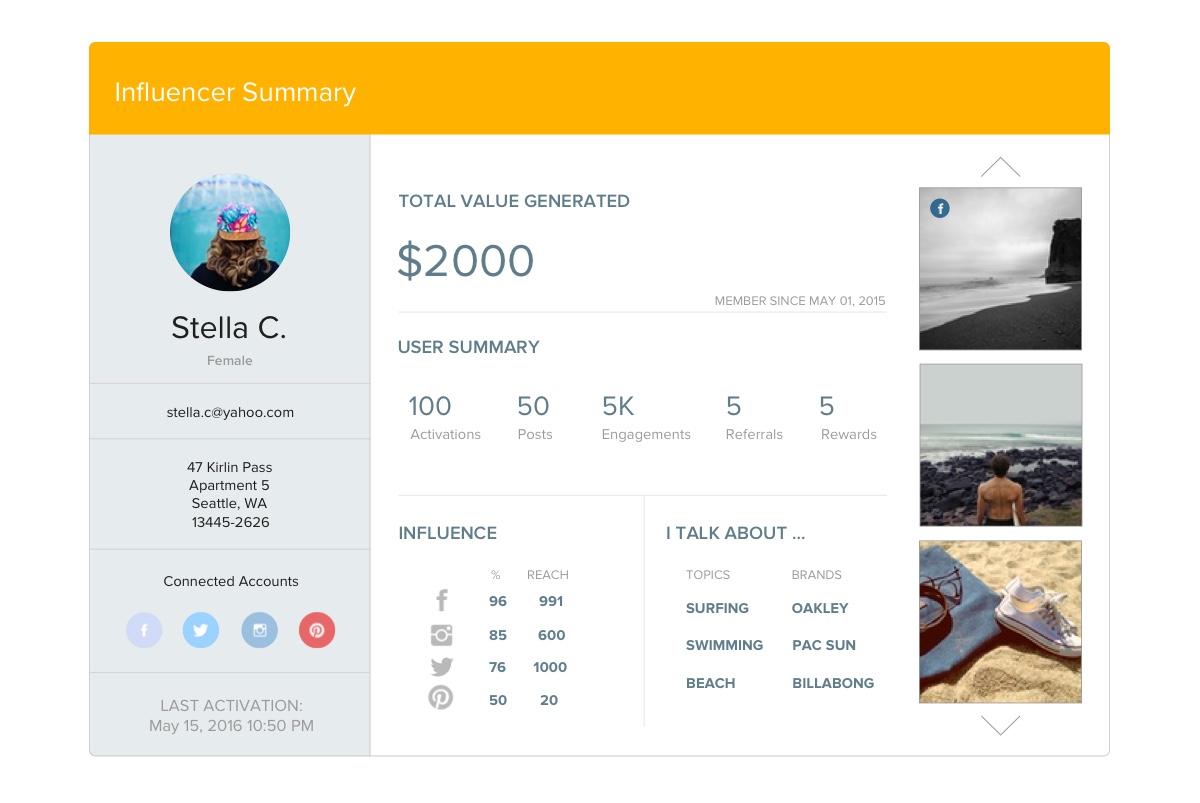 Influencer Summary
Stella C.
Female
stella.c@yahoo.com
47 Kirlin Pass
Apartment 5
Seattle, WA
13445-2626
Connected Accounts
LAST ACTIVATION:
May 15, 2016 10:50 PM
TOTAL VALUE GENERATED
$2000
MEMBER SINCE MAY 01, 2015
USER SUMMARY
100 50 5K 5 5
Activations Posts Engagements Referrals Rewards
INFLUENCE
% REACH
96 991
85 600
76 1000
50 20
I TALK ABOUT ...
TOPICS BRANDS
SURFING OAKLEY
SWIMMING PAC SUN
BEACH BILLABONG